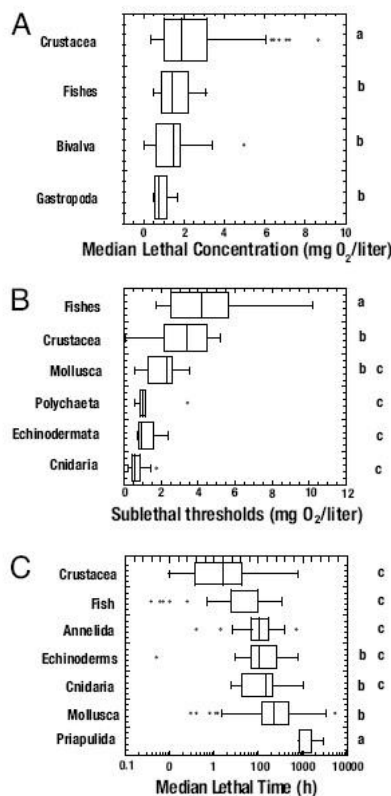 A
Crustacea a
Fishes b
Bivalva b
Gastropoda b
0 2 4 6 8 10
Median Lethal Concentration (mg O2/liter)
B
Fishes a
Crustacea b
Mollusca b c
Polychaeta c
Echinodermata c
Cnidaria c
0 2 4 6 8 10 12
Sublethal thresholds (mg O2/liter)
C
Crustacea c
Fish c
Annelida c
Echinoderms b c
Cnidaria b c
Mollusca b
Priapulida a
0.1 0 10 100 1000 10000
Median Lethal Time (h)